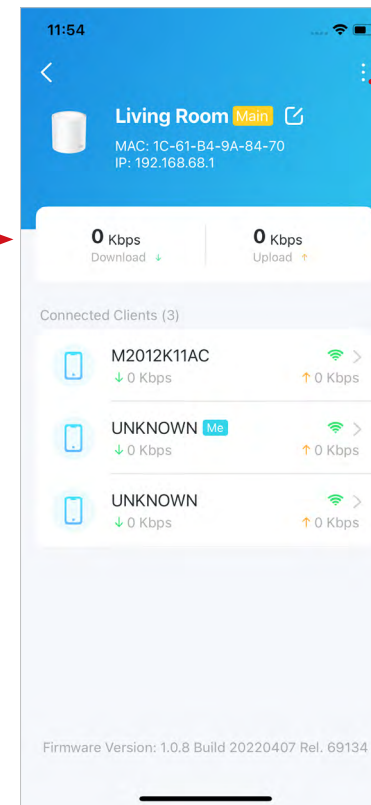 11:54
Living Room Main
MAC: 1C-61-B4-9A-84-70
IP: 192.168.68.1
0 Kbps 0 Kbps
Download ↓ Upload ↑
Connected Clients (3)
M2012K11AC
↓ 0 Kbps ↑ 0 Kbps
UNKNOWN Me
↓ 0 Kbps ↑ 0 Kbps
UNKNOWN
↓ 0 Kbps ↑ 0 Kbps
Firmware Version: 1.0.8 Build 20220407 Rel. 69134